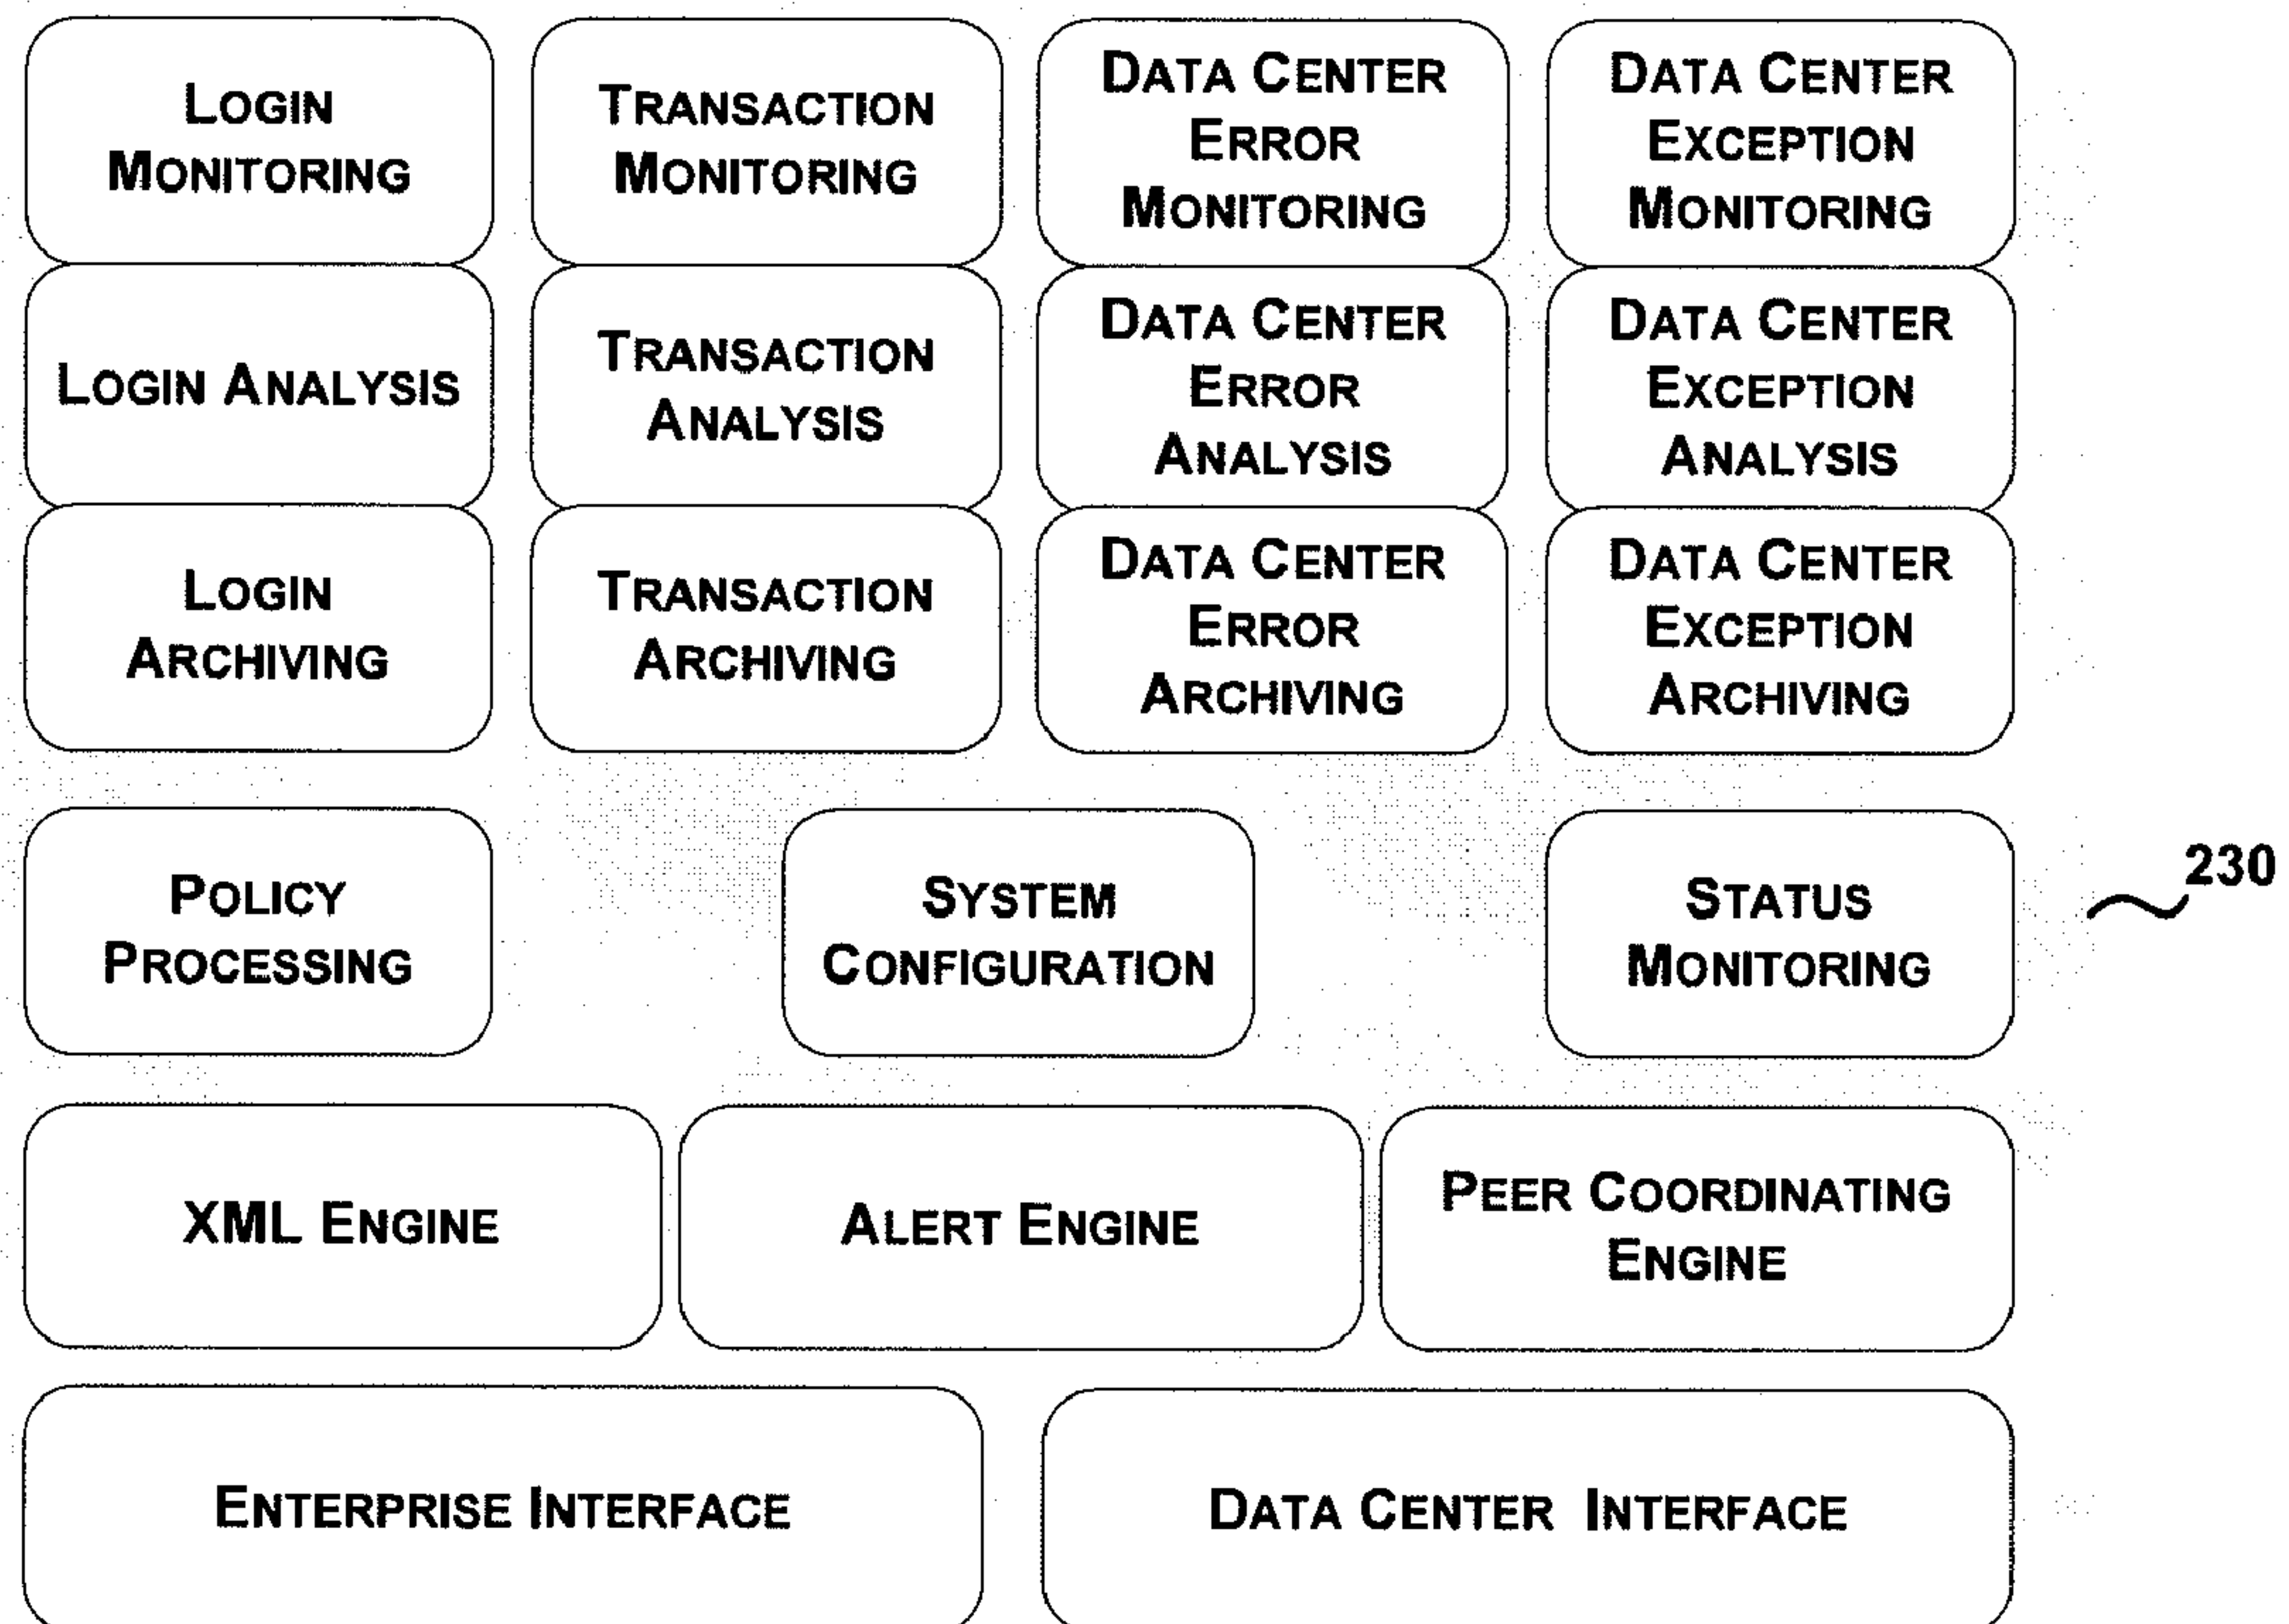 LOGIN
MONITORING
TRANSACTION
MONITORING
DATA CENTER
ERROR
MONITORING
DATA CENTER
EXCEPTION
MONITORING
LOGIN ANALYSIS
TRANSACTION
ANALYSIS
DATA CENTER
ERROR
ANALYSIS
DATA CENTER
EXCEPTION
ANALYSIS
LOGIN
ARCHIVING
TRANSACTION
ARCHIVING
DATA CENTER
ERROR
ARCHIVING
DATA CENTER
EXCEPTION
ARCHIVING
POLICY
PROCESSING
SYSTEM
CONFIGURATION
STATUS
MONITORING
230
XML ENGINE
ALERT ENGINE
PEER COORDINATING
ENGINE
ENTERPRISE INTERFACE
DATA CENTER INTERFACE